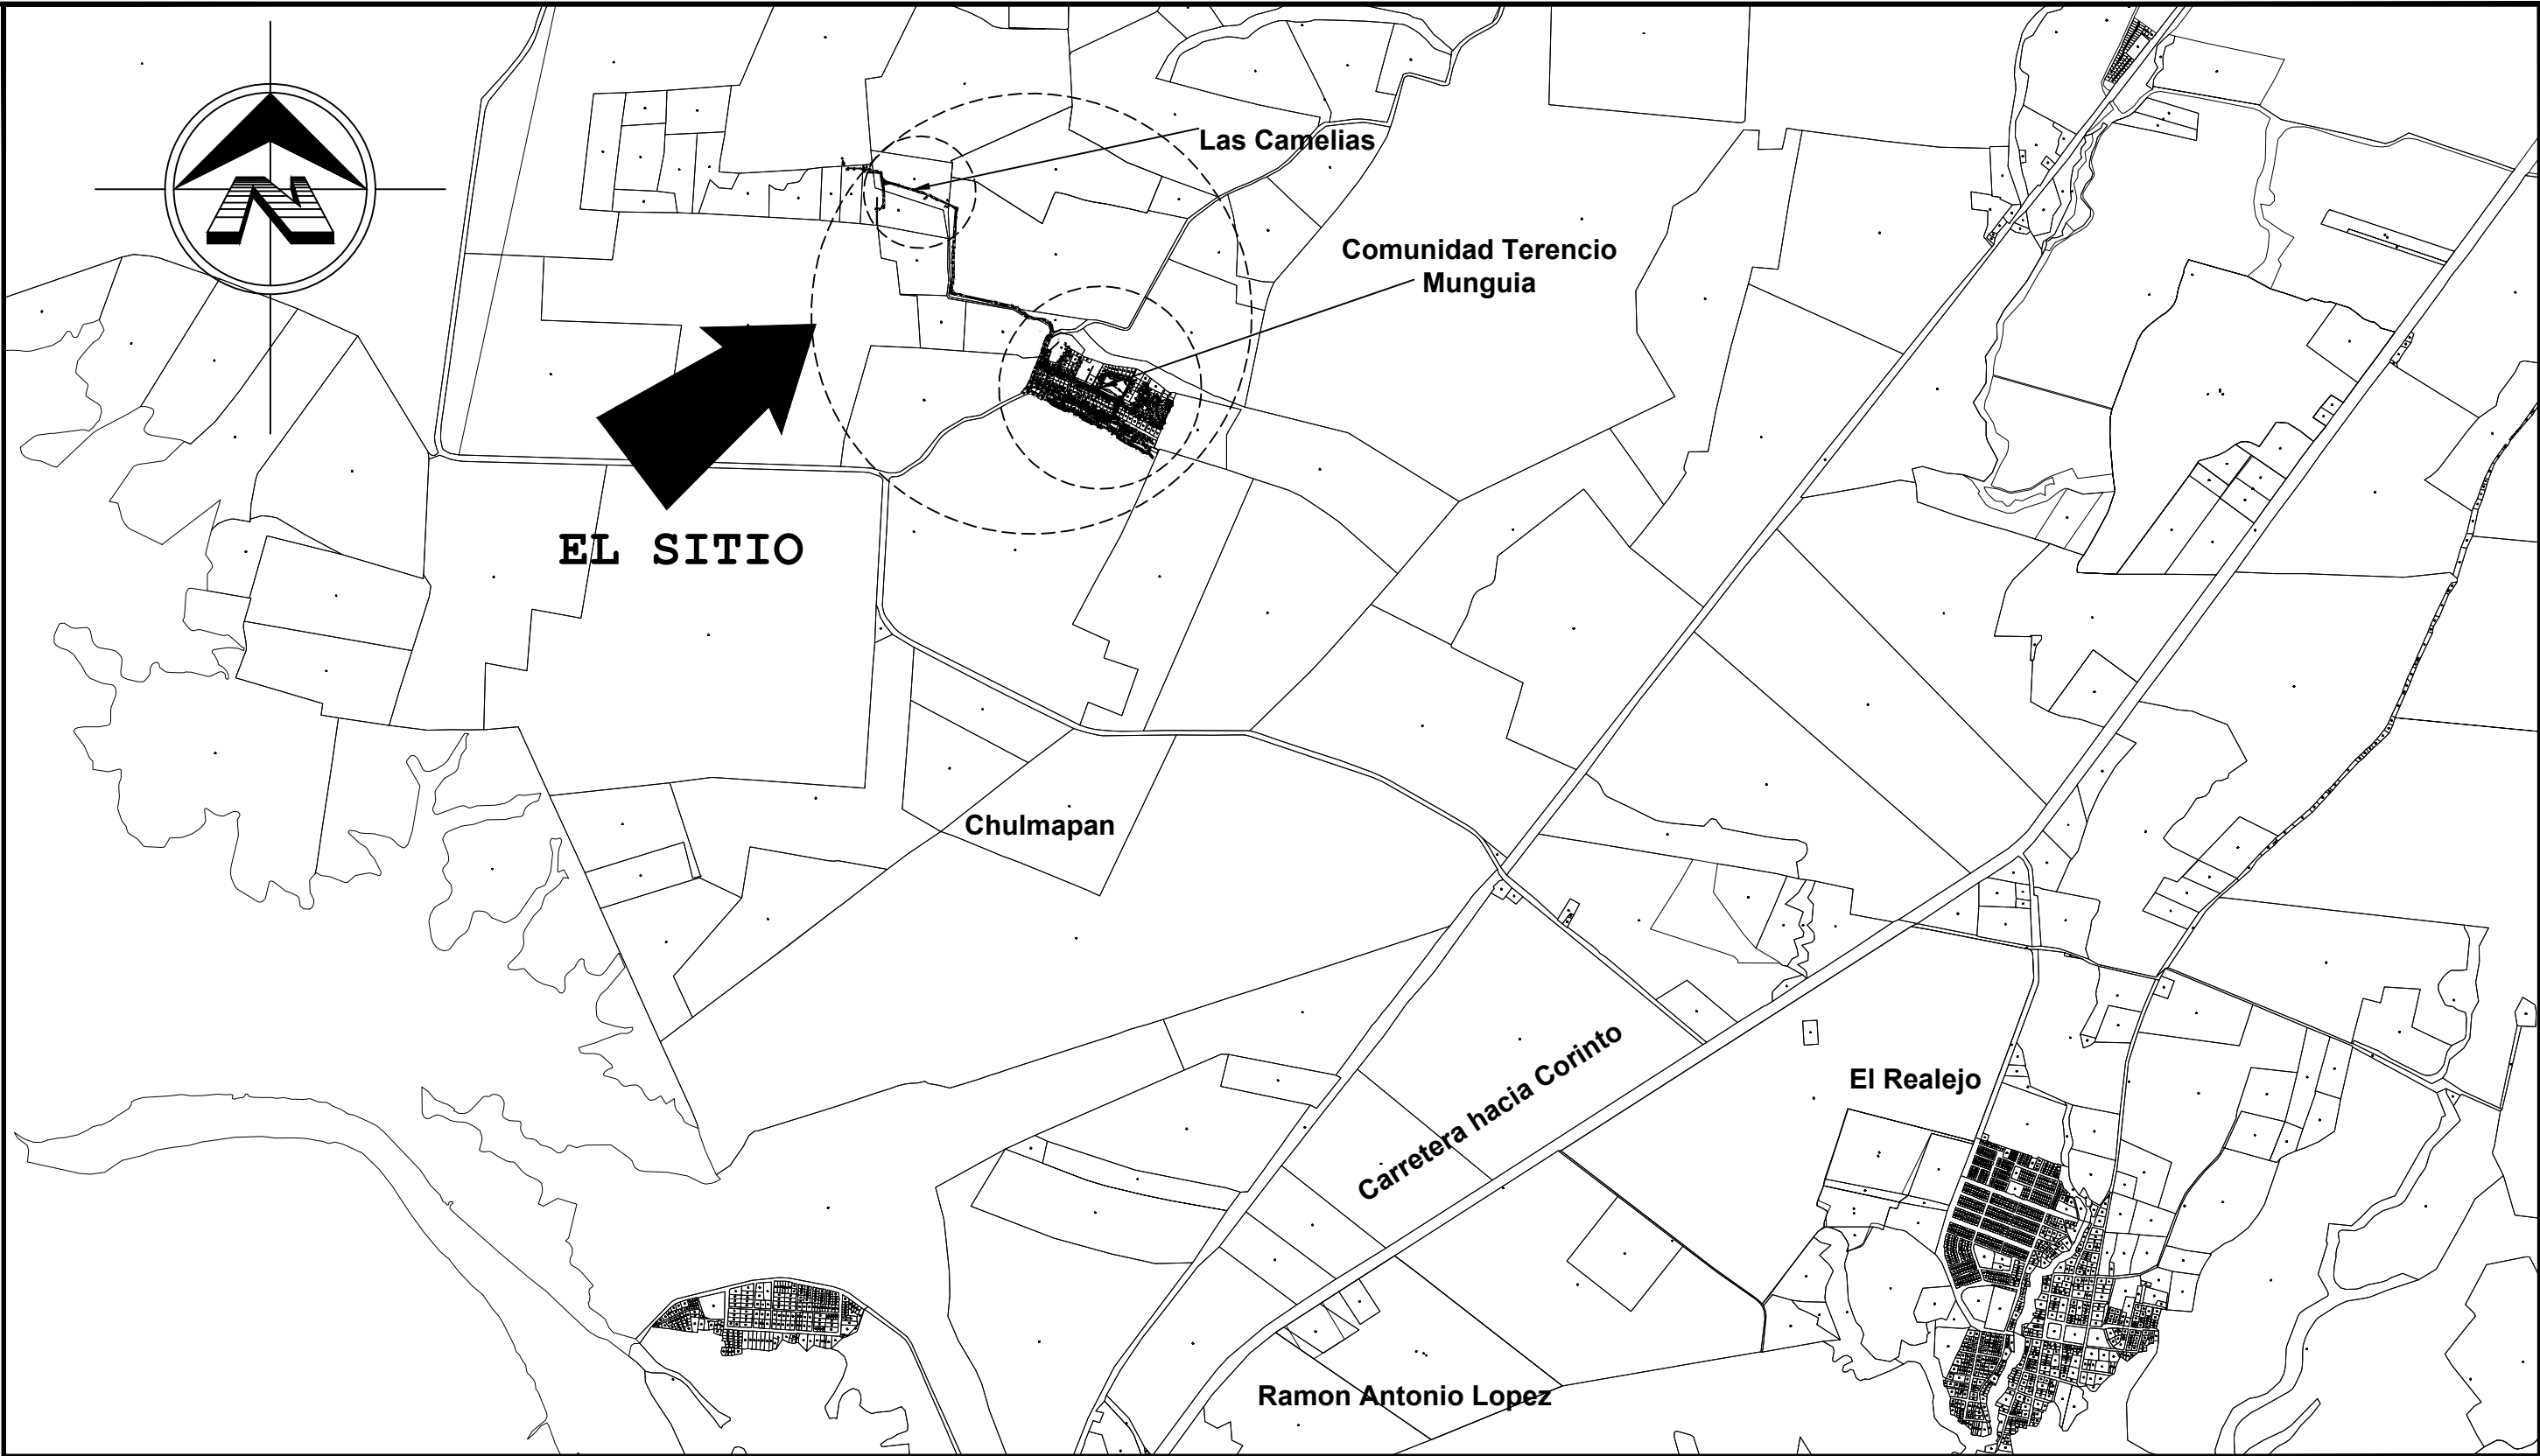 Las Camelias
Comunidad Terencio
Munguia
N
EL SITIO
Chulmapan
Carretera hacia Corinto
El Realejo
Ramon Antonio Lopez